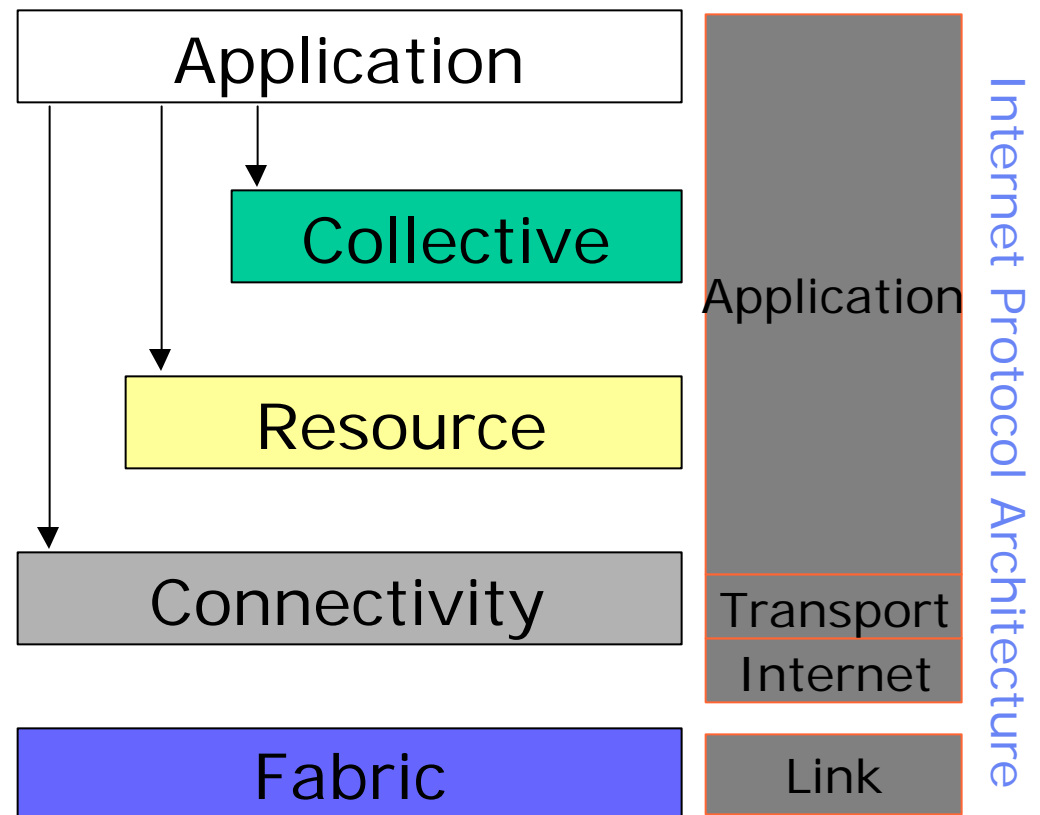 Application
Collective
Resource
Connectivity
Fabric
Application
Transport
Internet
Link
Internet Protocol Architecture